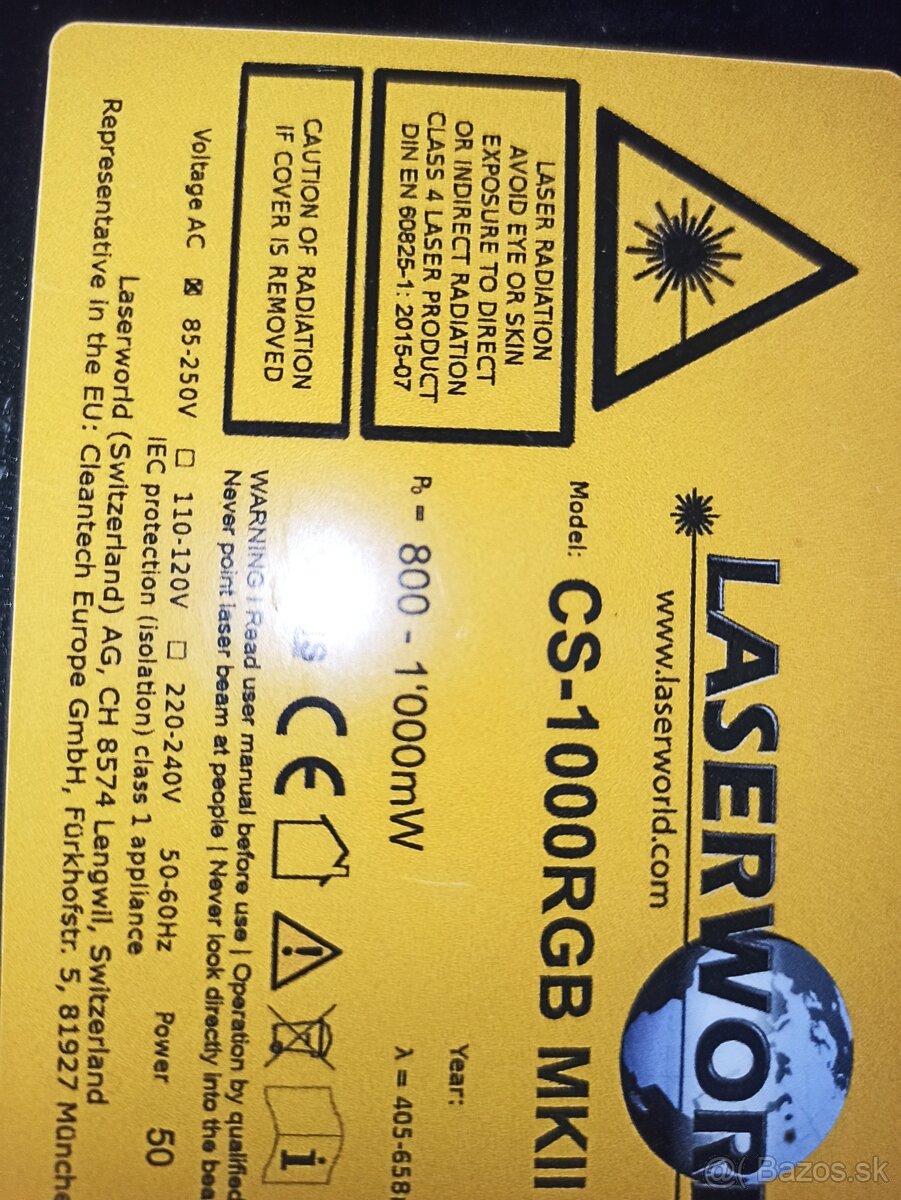 LASERWOR
www.laserworld.com
LASER RADIATION
AVOID EYE OR SKIN
EXPOSURE TO DIRECT
OR INDIRECT RADIATION
CLASS 4 LASER PRODUCT
DIN EN 60825-1: 2015-07
CAUTION OF RADIATION
IF COVER IS REMOVED
Model: CS-1000RGB MKII
Year:
P₀ = 800 - 1'000mW λ = 405-658
CE
WARNING | Read user manual before use | Operation by qualified
Never point laser beam at people | Never look directly into the bea
Voltage AC ☒ 85-250V ☐ 110-120V ☐ 220-240V 50-60Hz Power 50
IEC protection (isolation) class 1 appliance
Laserworld (Switzerland) AG, CH 8574 Lengwil, Switzerland
Representative in the EU: Cleantech Europe GmbH, Fürkhofstr. 5, 81927 Münche
@ Bazos.sk